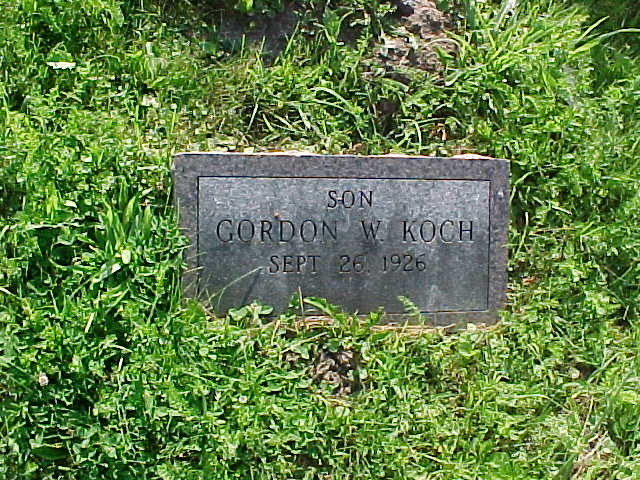 SON
GORDON W. KOCH
SEPT 26, 1926